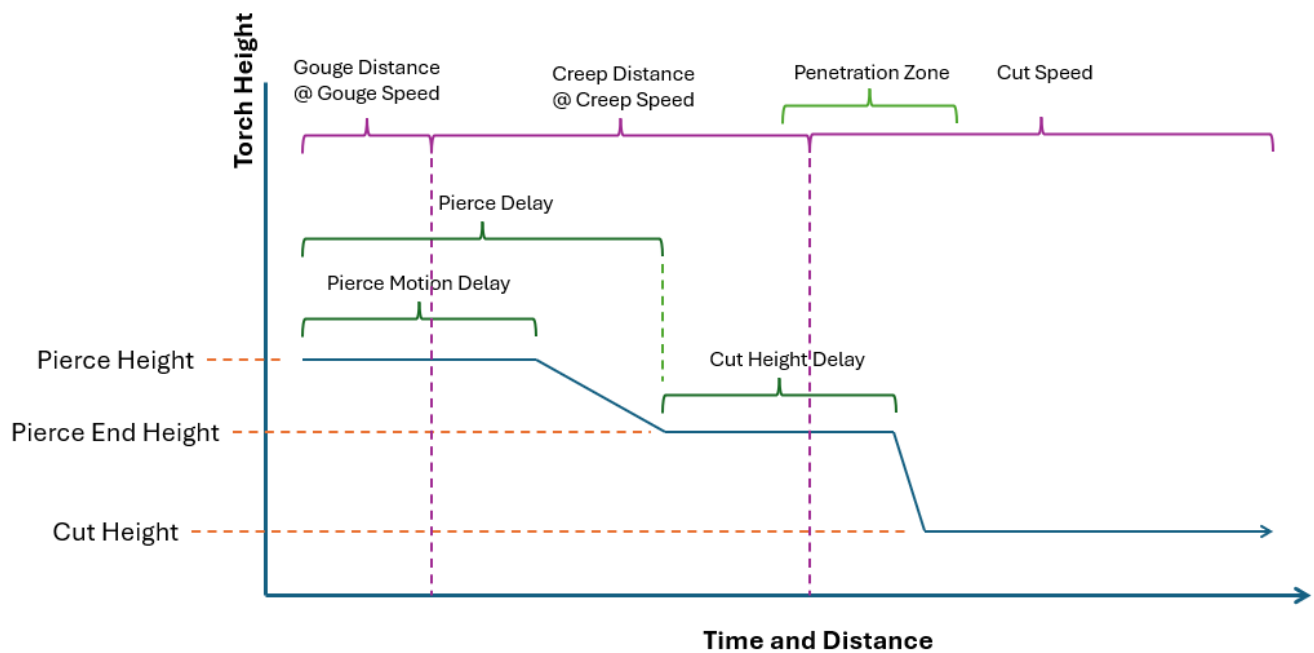 Torch Height
Gouge Distance
@ Gouge Speed
Creep Distance
@ Creep Speed
Penetration Zone
Cut Speed
Pierce Delay
Pierce Motion Delay
Pierce Height
Cut Height Delay
Pierce End Height
Cut Height
Time and Distance